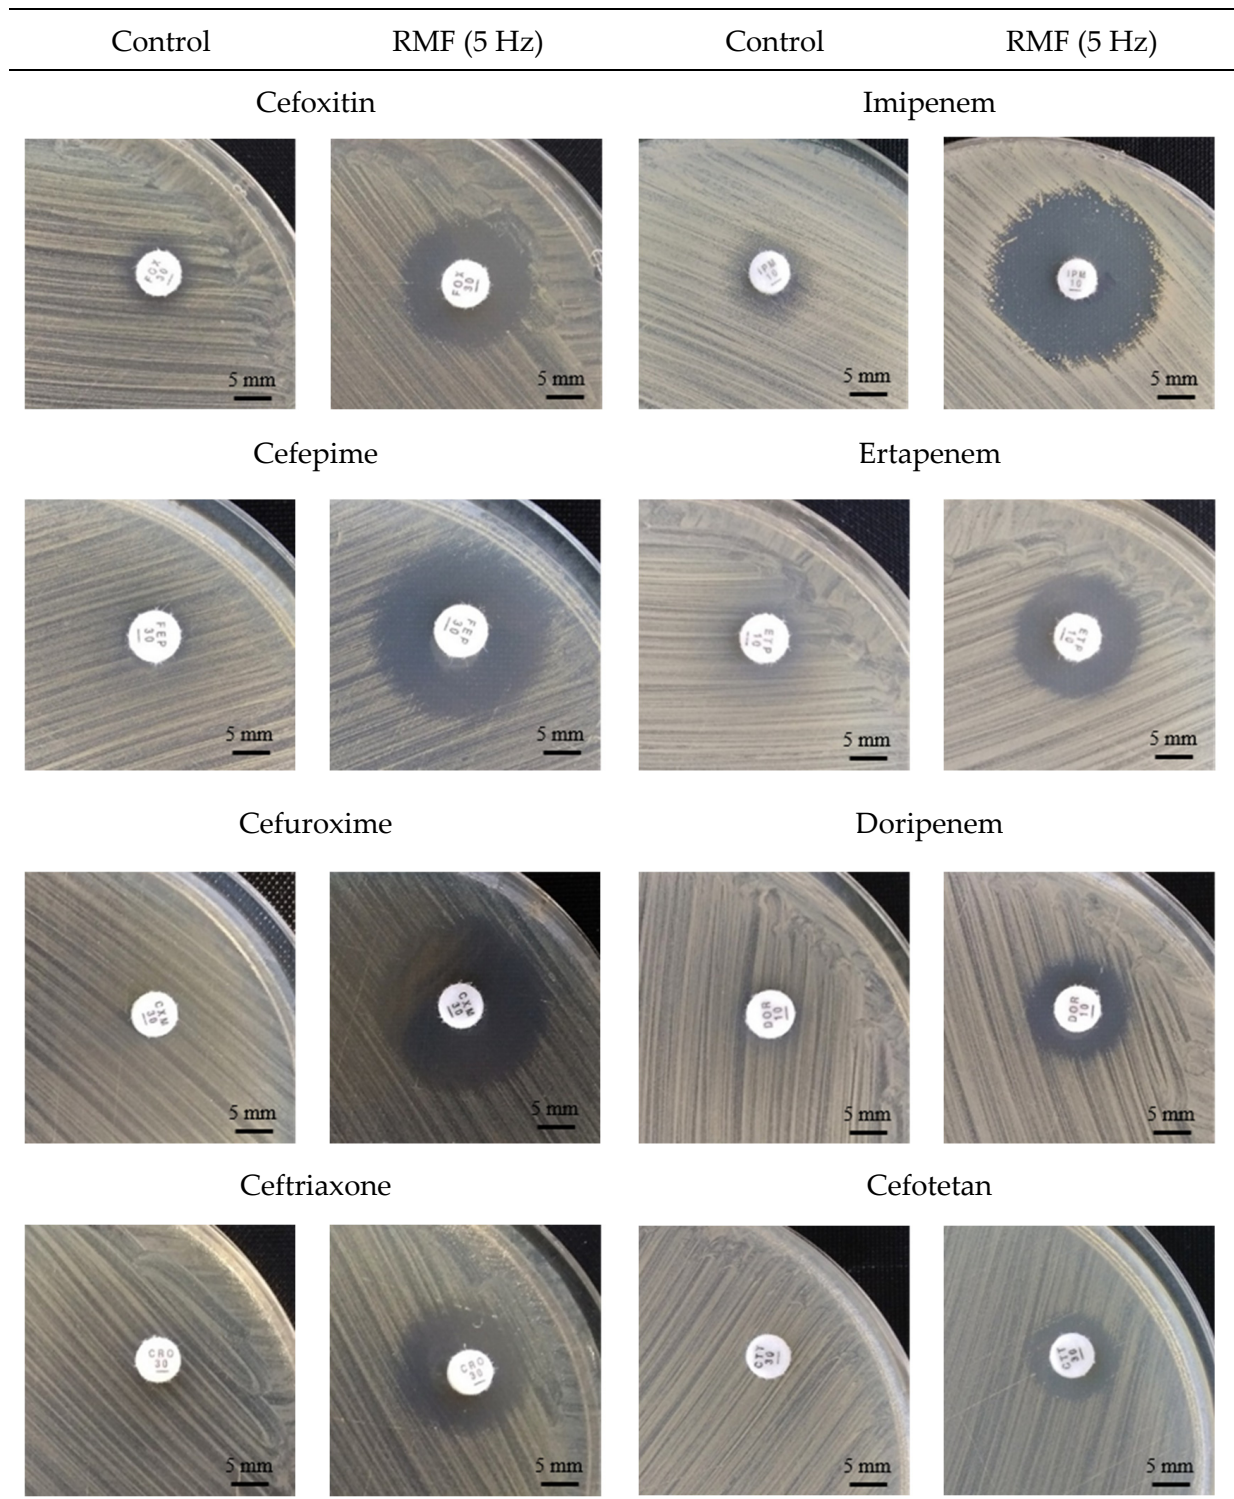 Control RMF (5 Hz) Control RMF (5 Hz)
Cefoxitin Imipenem
FOX 30 FOX 30 IPM 10 IPM 10
5 mm 5 mm 5 mm 5 mm
Cefepime Ertapenem
FEP 30 FEP 30 ETP 10 ETP 10
5 mm 5 mm 5 mm 5 mm
Cefuroxime Doripenem
CXM 30 CXM 30 DOR 10 DOR 10
5 mm 5 mm 5 mm 5 mm
Ceftriaxone Cefotetan
CRO 30 CRO 30 CTT 30 CTT 30
5 mm 5 mm 5 mm 5 mm